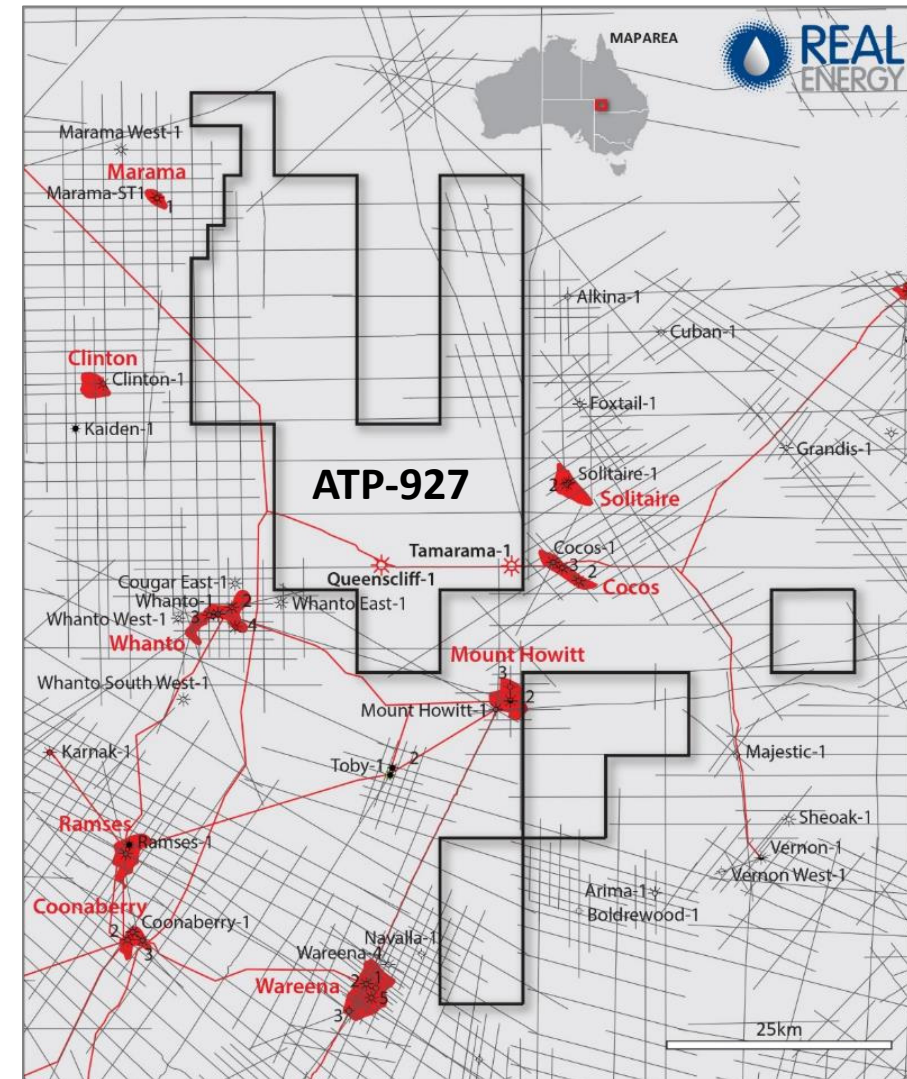 MAPAREA
REAL
ENERGY
Marama West-1
Marama
Marama-ST1
1
Alkina-1
Cuban-1
Clinton
Clinton-1
Foxtail-1
Kaiden-1
Grandis-1
ATP-927
Solitaire-1
2
Solitaire
Tamarama-1
Cocos-1
3
2
Queenscliff-1
Cocos
Cougar East-1
Whanto-1
2
Whanto East-1
Whanto West-1
3
4
Whanto
Mount Howitt
3
2
Whanto South West-1
Mount Howitt-1
Karnak-1
Toby-1
2
Majestic-1
Ramses
Ramses-1
Sheoak-1
Vernon-1
Vernon West-1
Arima-1
Boldrewood-1
Coonaberry
Coonaberry-1
2
3
Navalla-1
Wareena-4
Wareena
2
1
5
3
25km